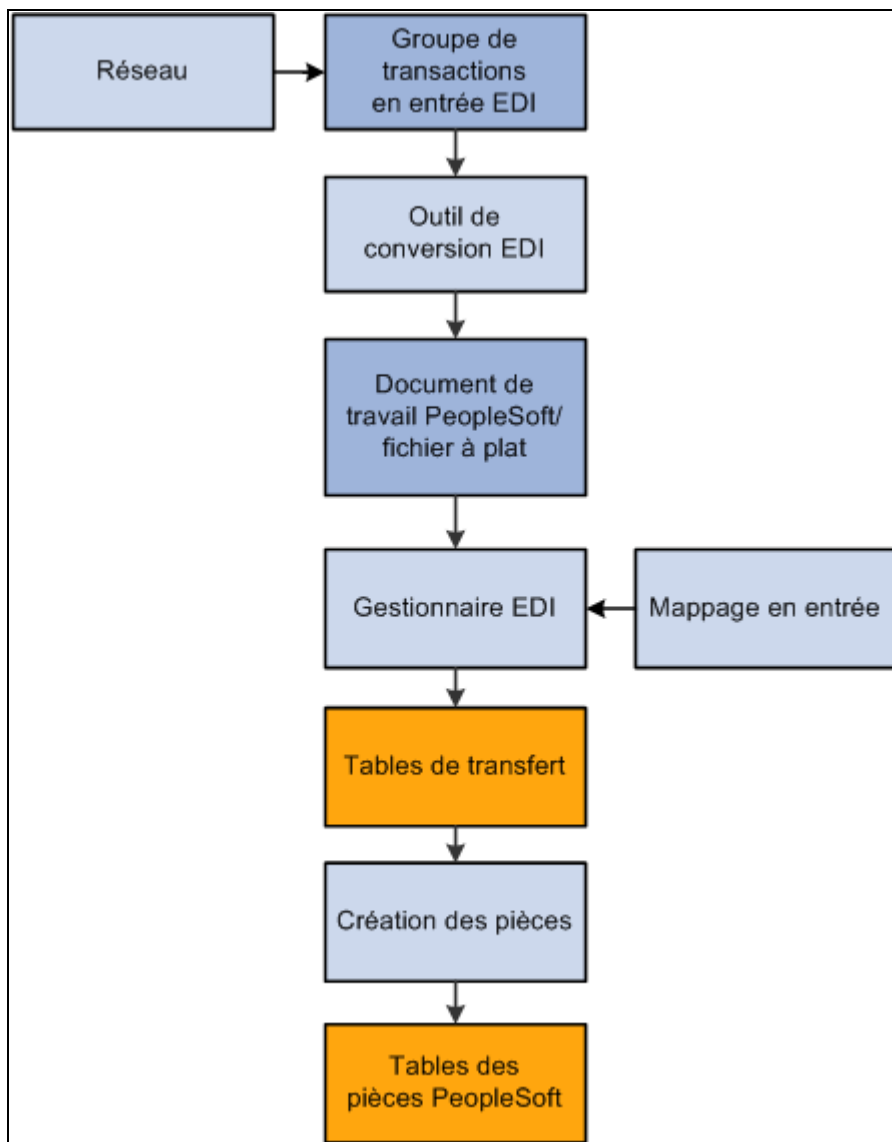 Réseau
Groupe de
transactions
en entrée EDI
Outil de
conversion EDI
Document de
travail PeopleSoft/
fichier à plat
Gestionnaire EDI
Mappage en entrée
Tables de transfert
Création des pièces
Tables des
pièces PeopleSoft